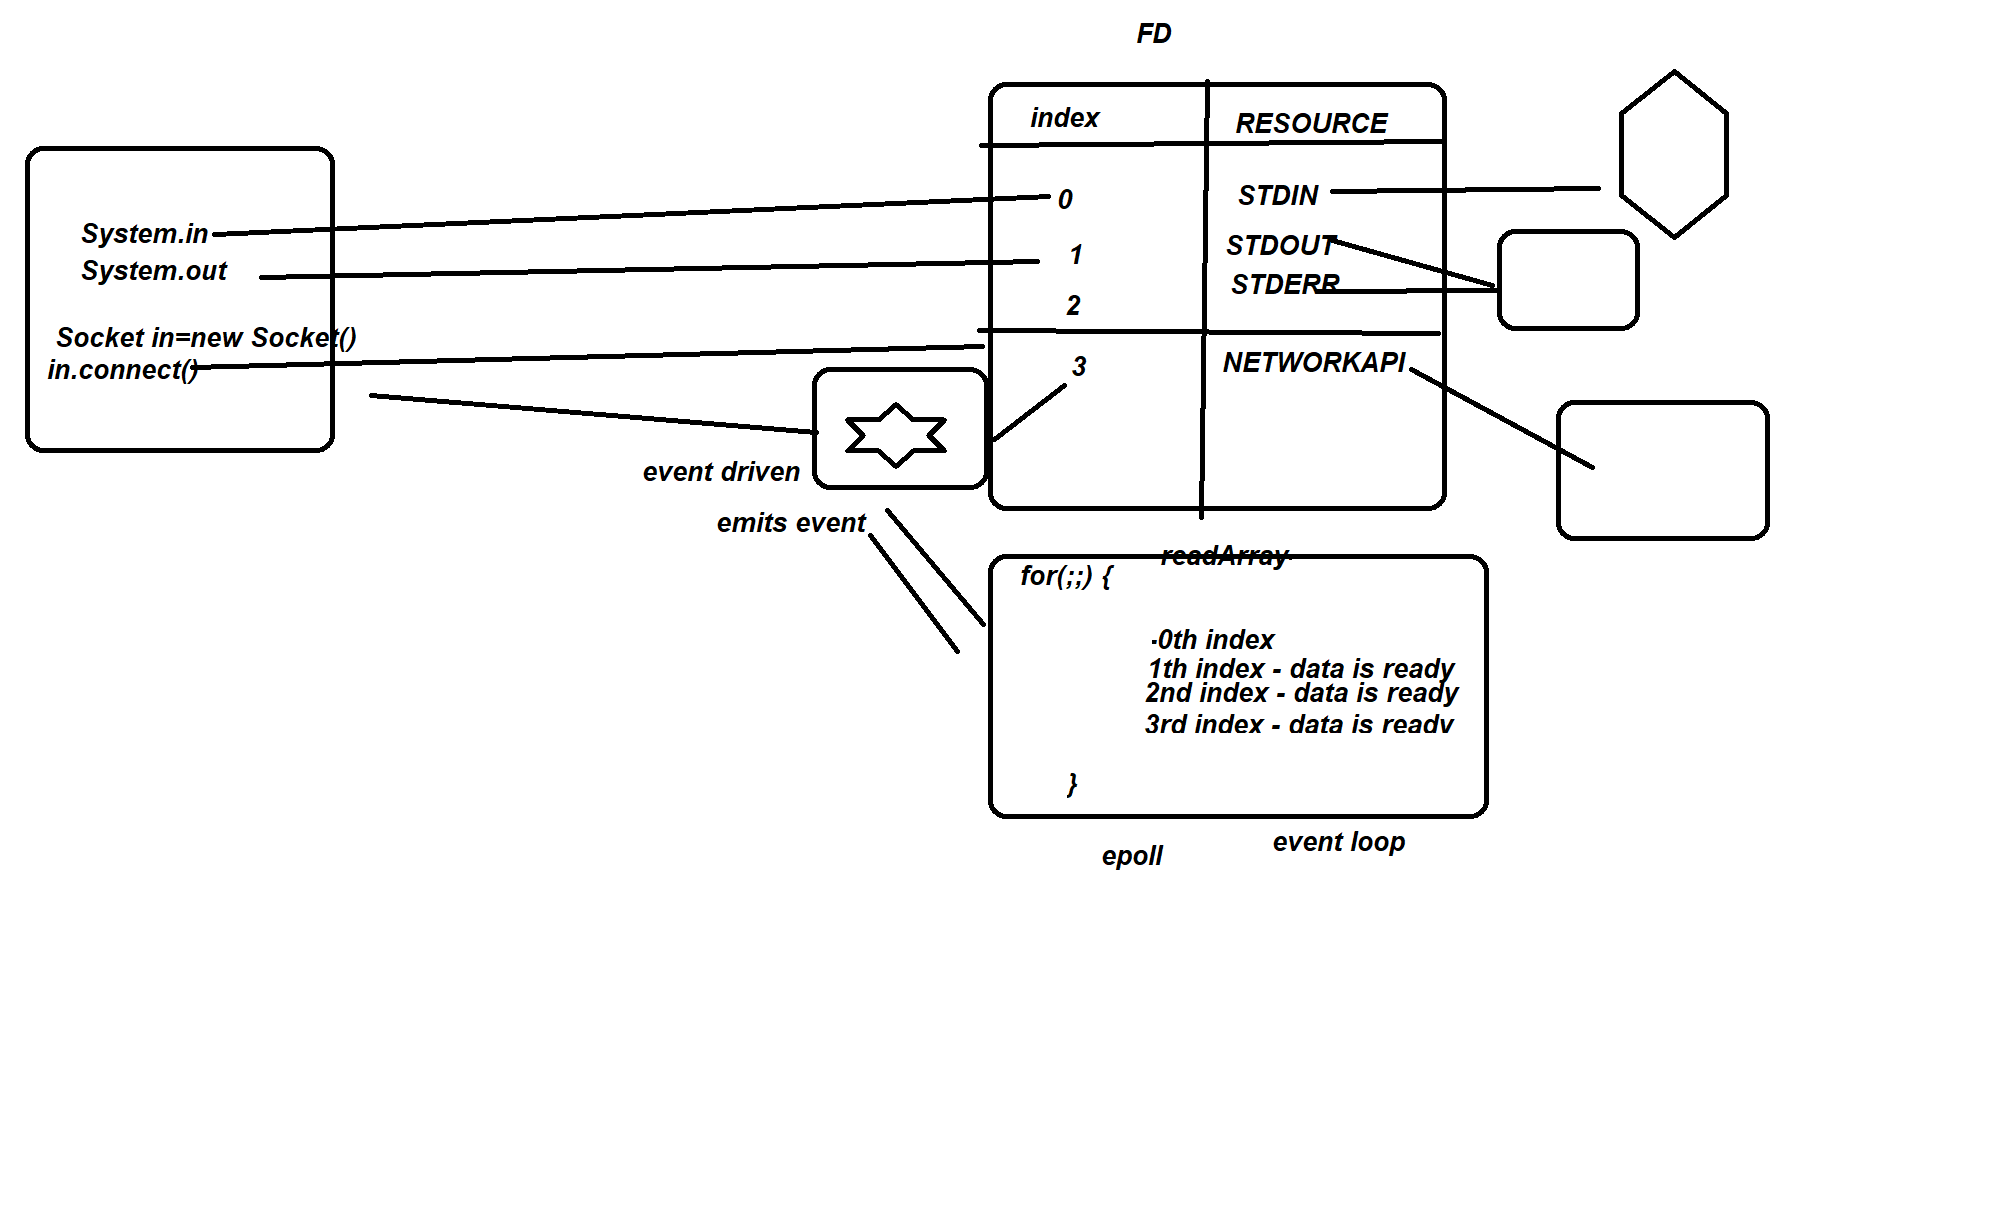 FD
index
RESOURCE
System.in
System.out
Socket in=new Socket()
in.connect()
0
STDIN
1
STDOUT
STDERR
2
3
NETWORKAPI
event driven
emits event
readArray
for(;;) {
-0th index
1th index - data is ready
2nd index - data is ready
3rd index - data is ready
}
epoll
event loop